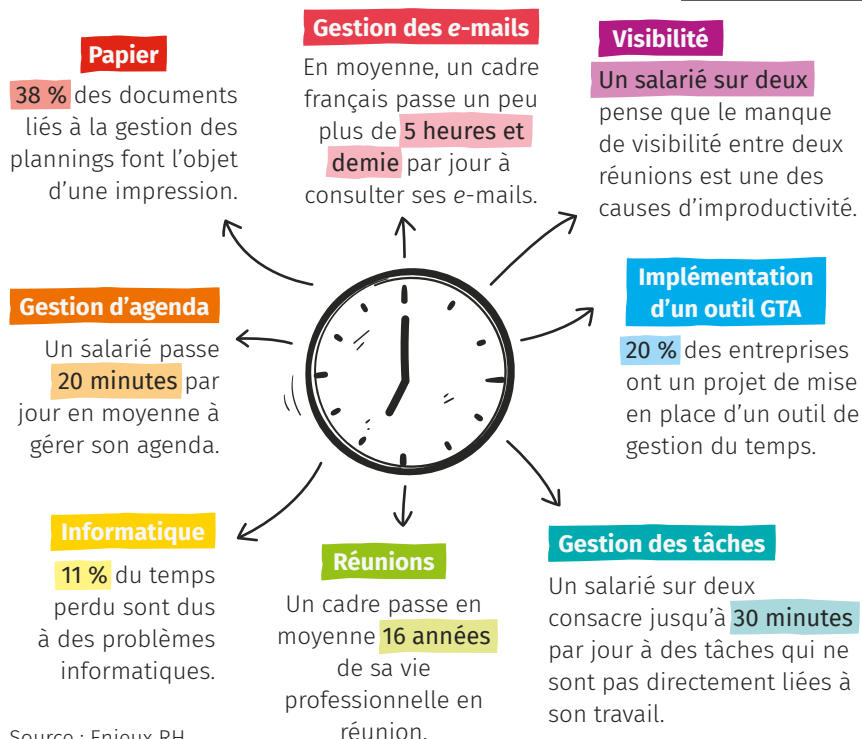 Papier
38 % des documents
liés à la gestion des
plannings font l’objet
d’une impression.
Gestion des e-mails
En moyenne, un cadre
français passe un peu
plus de 5 heures et
demie par jour à
consulter ses e-mails.
Visibilité
Un salarié sur deux
pense que le manque
de visibilité entre deux
réunions est une des
causes d’improductivité.
Gestion d’agenda
Un salarié passe
20 minutes par
jour en moyenne à
gérer son agenda.
Implémentation
d’un outil GTA
20 % des entreprises
ont un projet de mise
en place d’un outil de
gestion du temps.
Informatique
11 % du temps
perdu sont dus
à des problèmes
informatiques.
Réunions
Un cadre passe en
moyenne 16 années
de sa vie
professionnelle en
réunion.
Gestion des tâches
Un salarié sur deux
consacre jusqu’à 30 minutes
par jour à des tâches qui ne
sont pas directement liées à
son travail.
Source : Enjeux RH